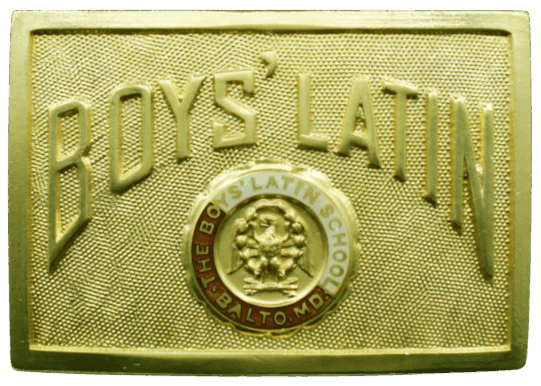 BOYS' LATIN
THE BOYS' LATIN SCHOOL
· BALTO. MD. ·